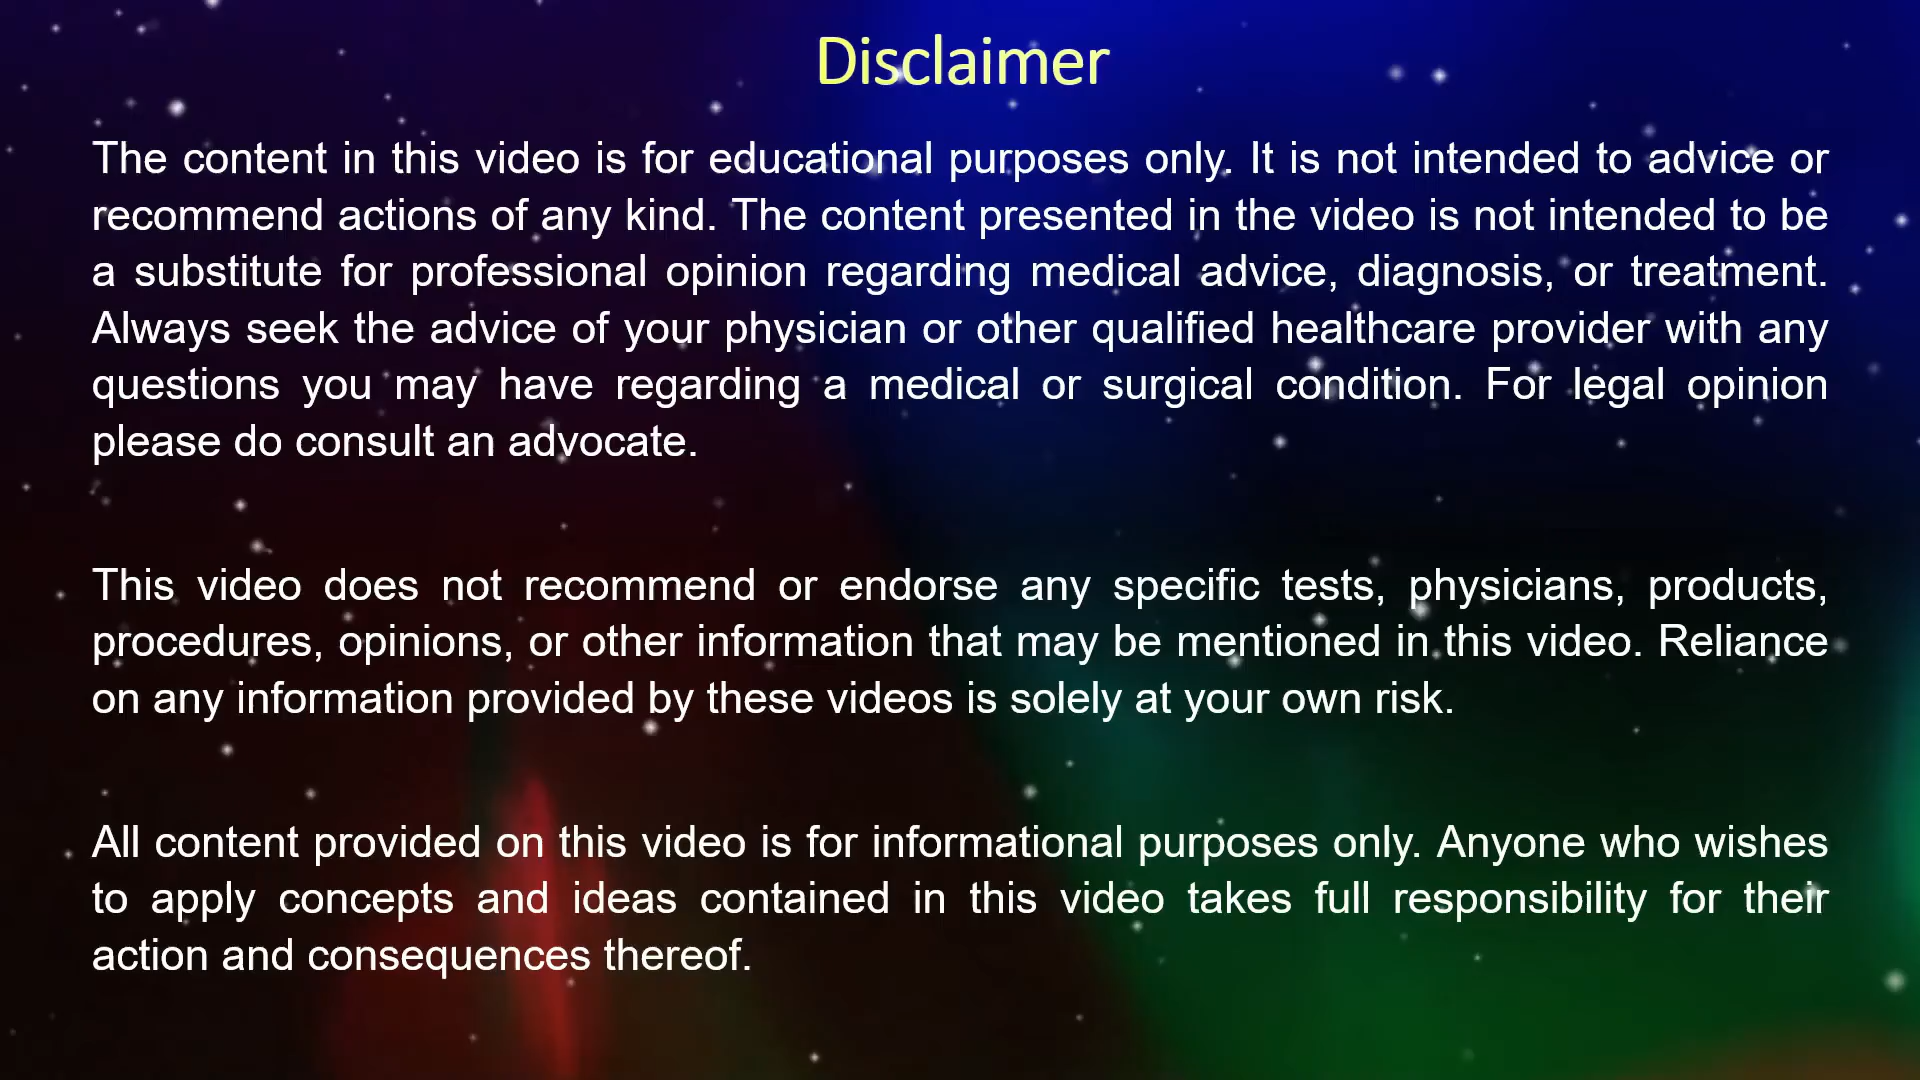 Disclaimer
The content in this video is for educational purposes only. It is not intended to advice or
recommend actions of any kind. The content presented in the video is not intended to be
a substitute for professional opinion regarding medical advice, diagnosis, or treatment.
Always seek the advice of your physician or other qualified healthcare provider with any
questions you may have regarding a medical or surgical condition. For legal opinion
please do consult an advocate.
This video does not recommend or endorse any specific tests, physicians, products,
procedures, opinions, or other information that may be mentioned in this video. Reliance
on any information provided by these videos is solely at your own risk.
All content provided on this video is for informational purposes only. Anyone who wishes
to apply concepts and ideas contained in this video takes full responsibility for their
action and consequences thereof.